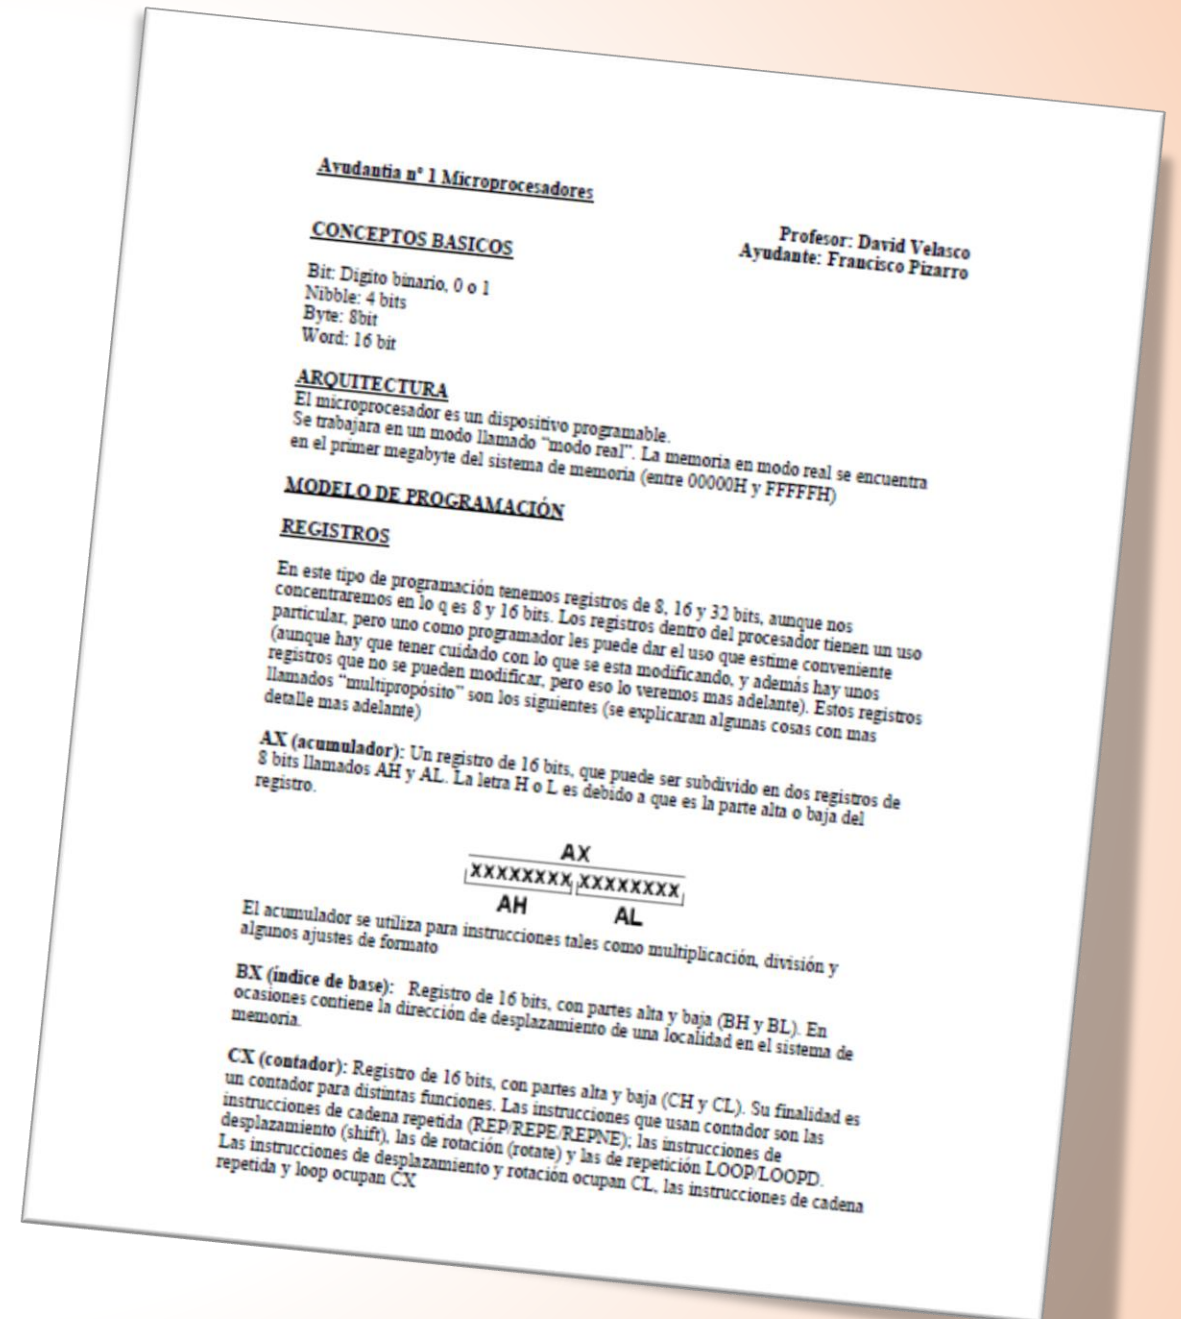 Ayudantia nº 1 Microprocesadores
Profesor: David Velasco
Ayudante: Francisco Pizarro
CONCEPTOS BASICOS
Bit: Digito binario, 0 o 1
Nibble: 4 bits
Byte: 8bit
Word: 16 bit
ARQUITECTURA
El microprocesador es un dispositivo programable.
Se trabajara en un modo llamado “modo real”. La memoria en modo real se encuentra
en el primer megabyte del sistema de memoria (entre 00000H y FFFFFH)
MODELO DE PROGRAMACIÓN
REGISTROS
En este tipo de programación tenemos registros de 8, 16 y 32 bits, aunque nos
concentraremos en lo q es 8 y 16 bits. Los registros dentro del procesador tienen un uso
particular, pero uno como programador les puede dar el uso que estime conveniente
(aunque hay que tener cuidado con lo que se esta modificando, y además hay unos
registros que no se pueden modificar, pero eso lo veremos mas adelante). Estos registros
llamados “multipropósito” son los siguientes (se explicaran algunas cosas con mas
detalle mas adelante)
AX (acumulador): Un registro de 16 bits, que puede ser subdivido en dos registros de
8 bits llamados AH y AL. La letra H o L es debido a que es la parte alta o baja del
registro.
AX
XXXXXXXX XXXXXXXX
AH AL
El acumulador se utiliza para instrucciones tales como multiplicación, división y
algunos ajustes de formato
BX (índice de base): Registro de 16 bits, con partes alta y baja (BH y BL). En
ocasiones contiene la dirección de desplazamiento de una localidad en el sistema de
memoria.
CX (contador): Registro de 16 bits, con partes alta y baja (CH y CL). Su finalidad es
un contador para distintas funciones. Las instrucciones que usan contador son las
instrucciones de cadena repetida (REP/REPE/REPNE); las instrucciones de
desplazamiento (shift), las de rotación (rotate) y las de repetición LOOP/LOOPD.
Las instrucciones de desplazamiento y rotación ocupan CL, las instrucciones de cadena
repetida y loop ocupan CX